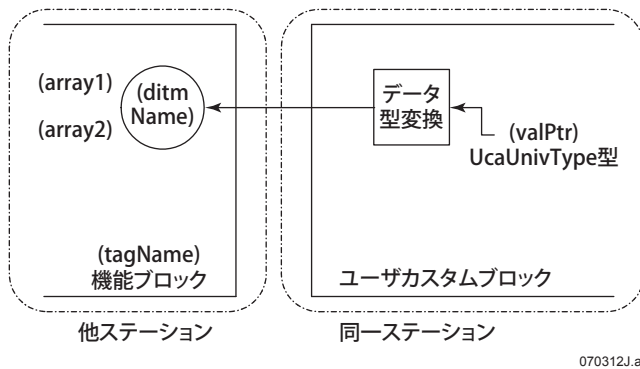 (array1)
(array2)
(ditm
Name)
(tagName)
機能ブロック
他ステーション
データ
型変換
(valPtr)
UcaUnivType型
ユーザカスタムブロック
同一ステーション
070312J.a